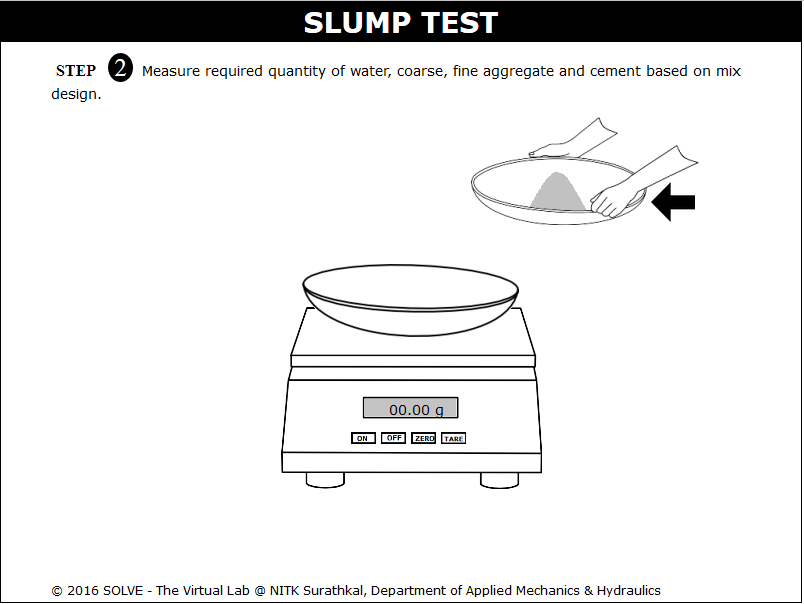 SLUMP TEST
STEP 2 Measure required quantity of water, coarse, fine aggregate and cement based on mix
design.
00.00 g
ON OFF ZERO TARE
© 2016 SOLVE - The Virtual Lab @ NITK Surathkal, Department of Applied Mechanics & Hydraulics